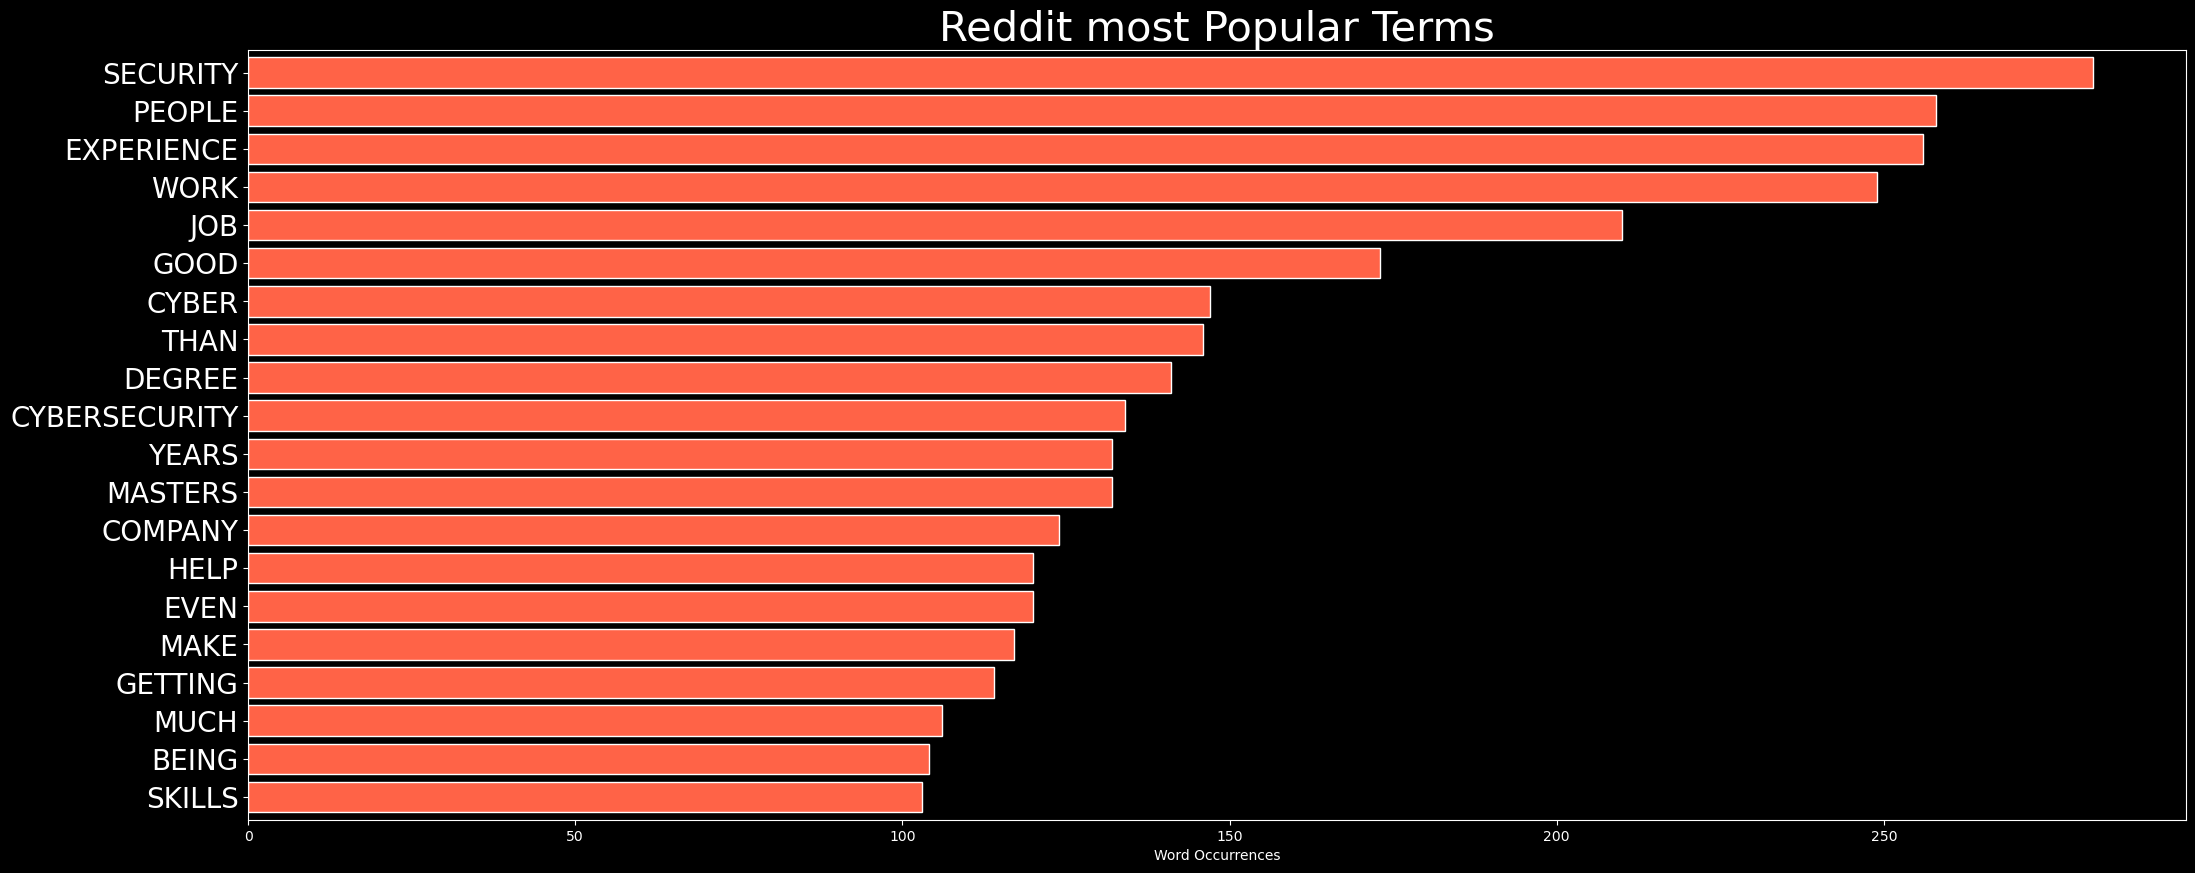 Reddit most Popular Terms
SECURITY
PEOPLE
EXPERIENCE
WORK
JOB
GOOD
CYBER
THAN
DEGREE
CYBERSECURITY
YEARS
MASTERS
COMPANY
HELP
EVEN
MAKE
GETTING
MUCH
BEING
SKILLS
0 50 100 150 200 250
Word Occurrences